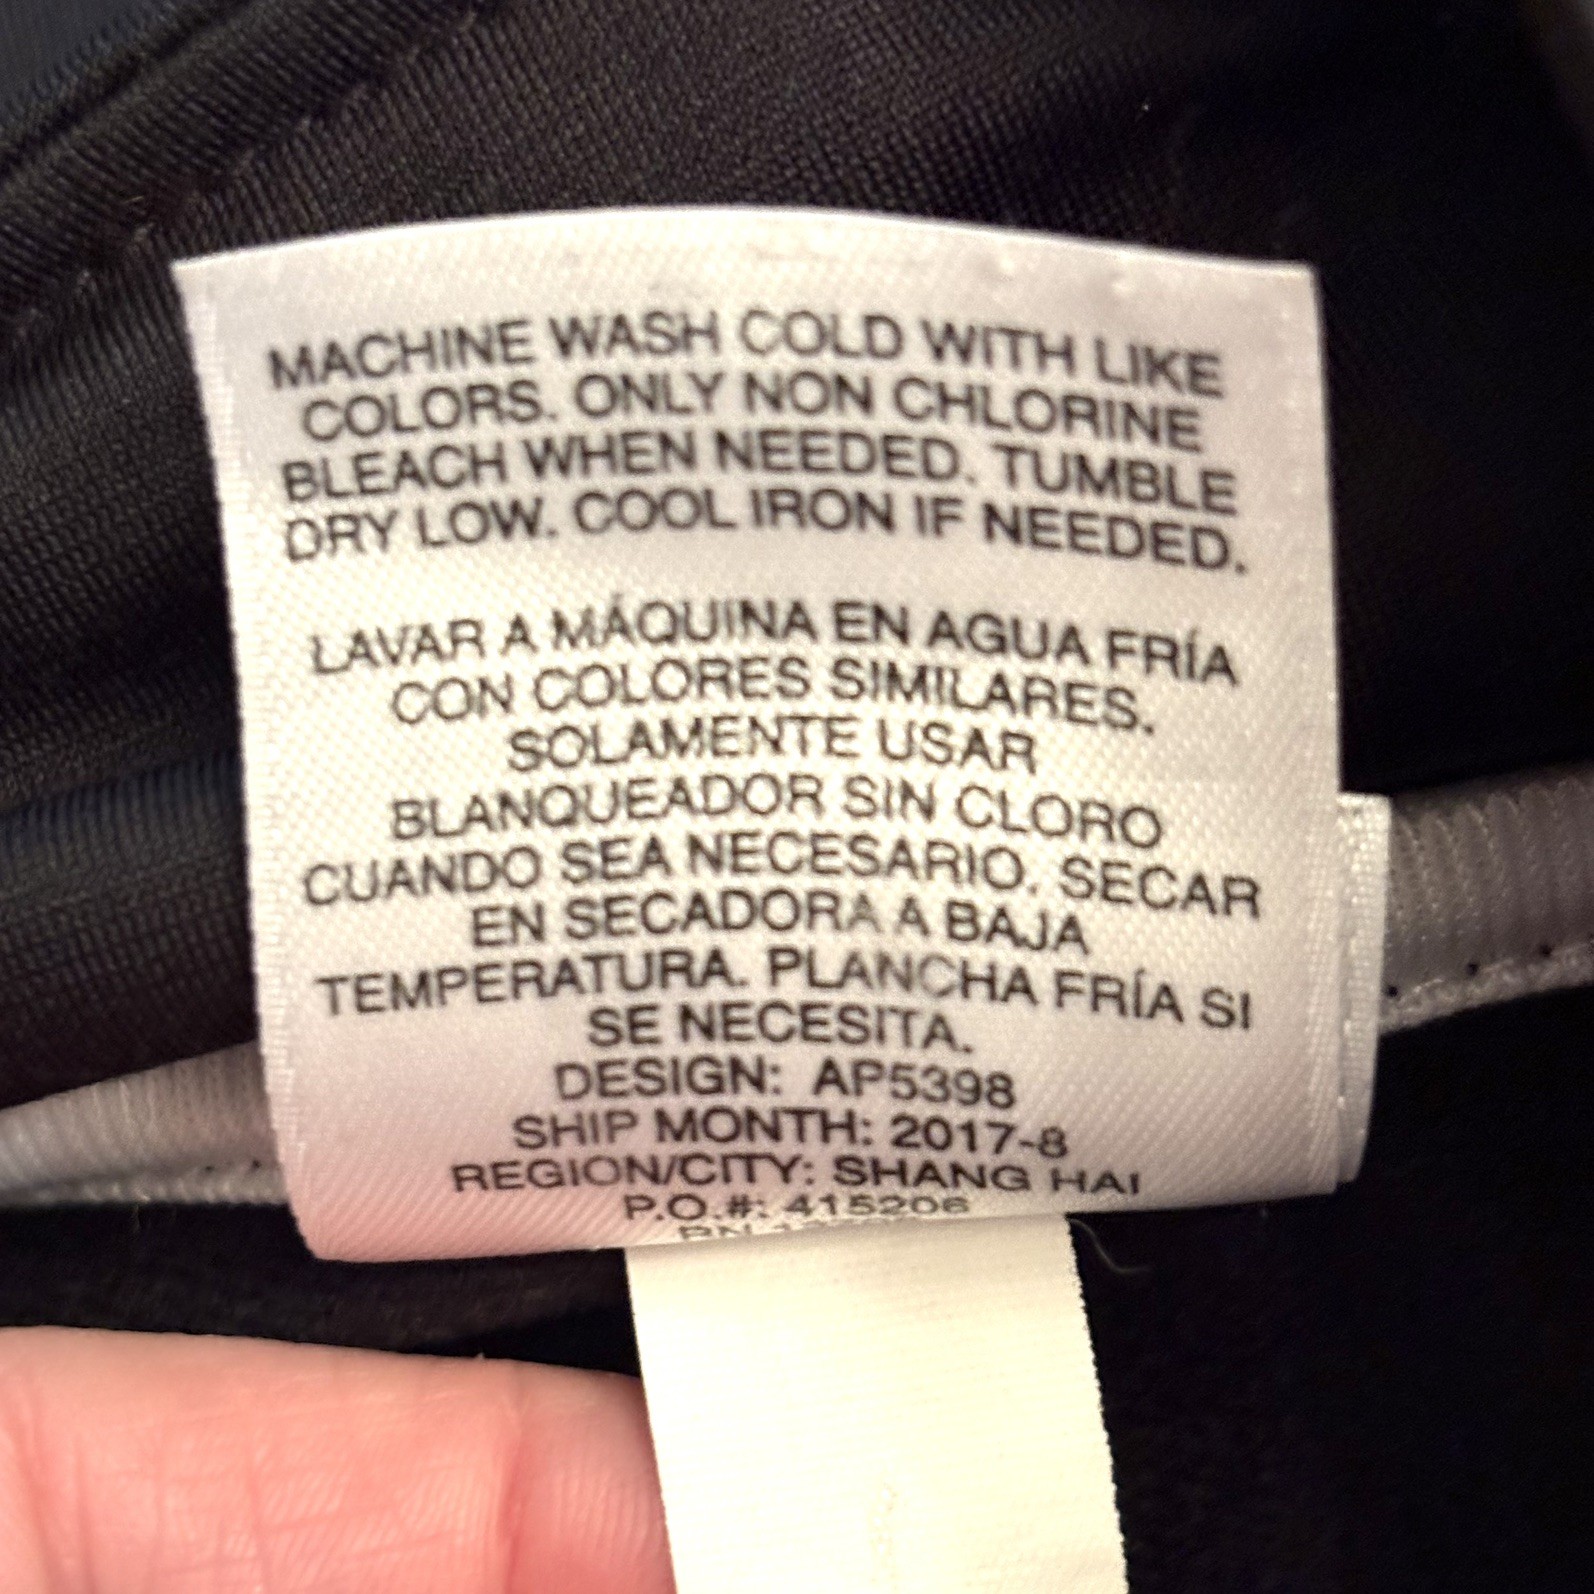 MACHINE WASH COLD WITH LIKE
COLORS. ONLY NON CHLORINE
BLEACH WHEN NEEDED. TUMBLE
DRY LOW. COOL IRON IF NEEDED.
LAVAR A MÁQUINA EN AGUA FRÍA
CON COLORES SIMILARES.
SOLAMENTE USAR
BLANQUEADOR SIN CLORO
CUANDO SEA NECESARIO. SECAR
EN SECADORA A BAJA
TEMPERATURA. PLANCHA FRÍA SI
SE NECESITA.
DESIGN: AP5398
SHIP MONTH: 2017-8
REGION/CITY: SHANG HAI
P.O.#: 415206
RN